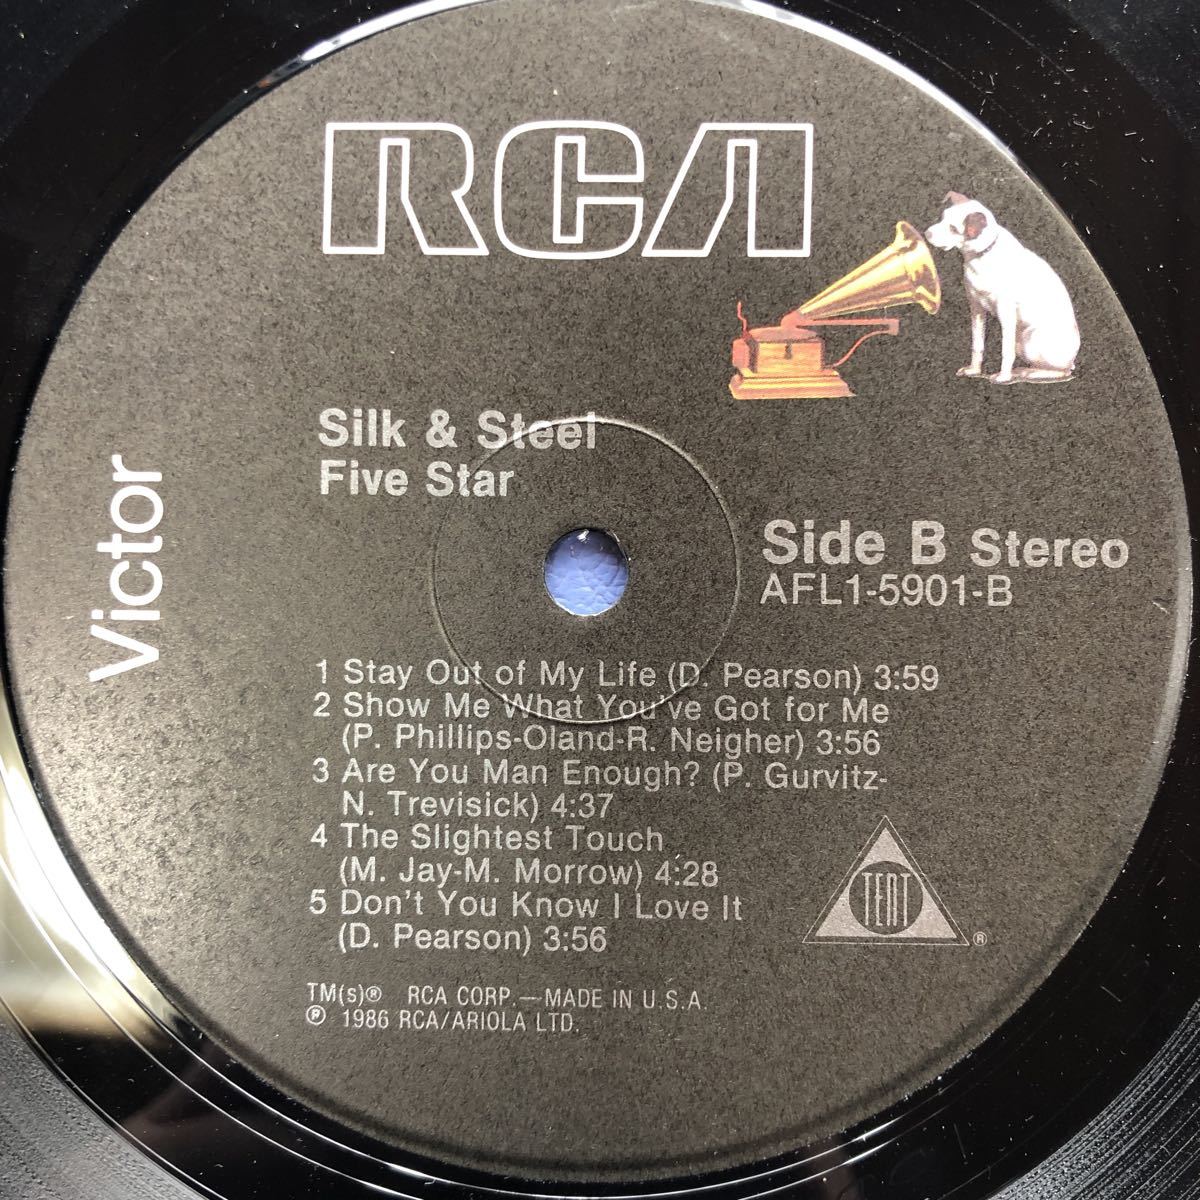 RCA
Victor
Silk & Steel
Five Star
Side B Stereo
AFL1-5901-B
1 Stay Out of My Life (D. Pearson) 3:59
2 Show Me What You've Got for Me
(P. Phillips-Oland-R. Neigher) 3:56
3 Are You Man Enough? (P. Gurvitz-
N. Trevisick) 4:37
4 The Slightest Touch
(M. Jay-M. Morrow) 4:28
5 Don't You Know I Love It
(D. Pearson) 3:56
TENT
®
TM(s)® RCA CORP.—MADE IN U.S.A.
℗ 1986 RCA/ARIOLA LTD.